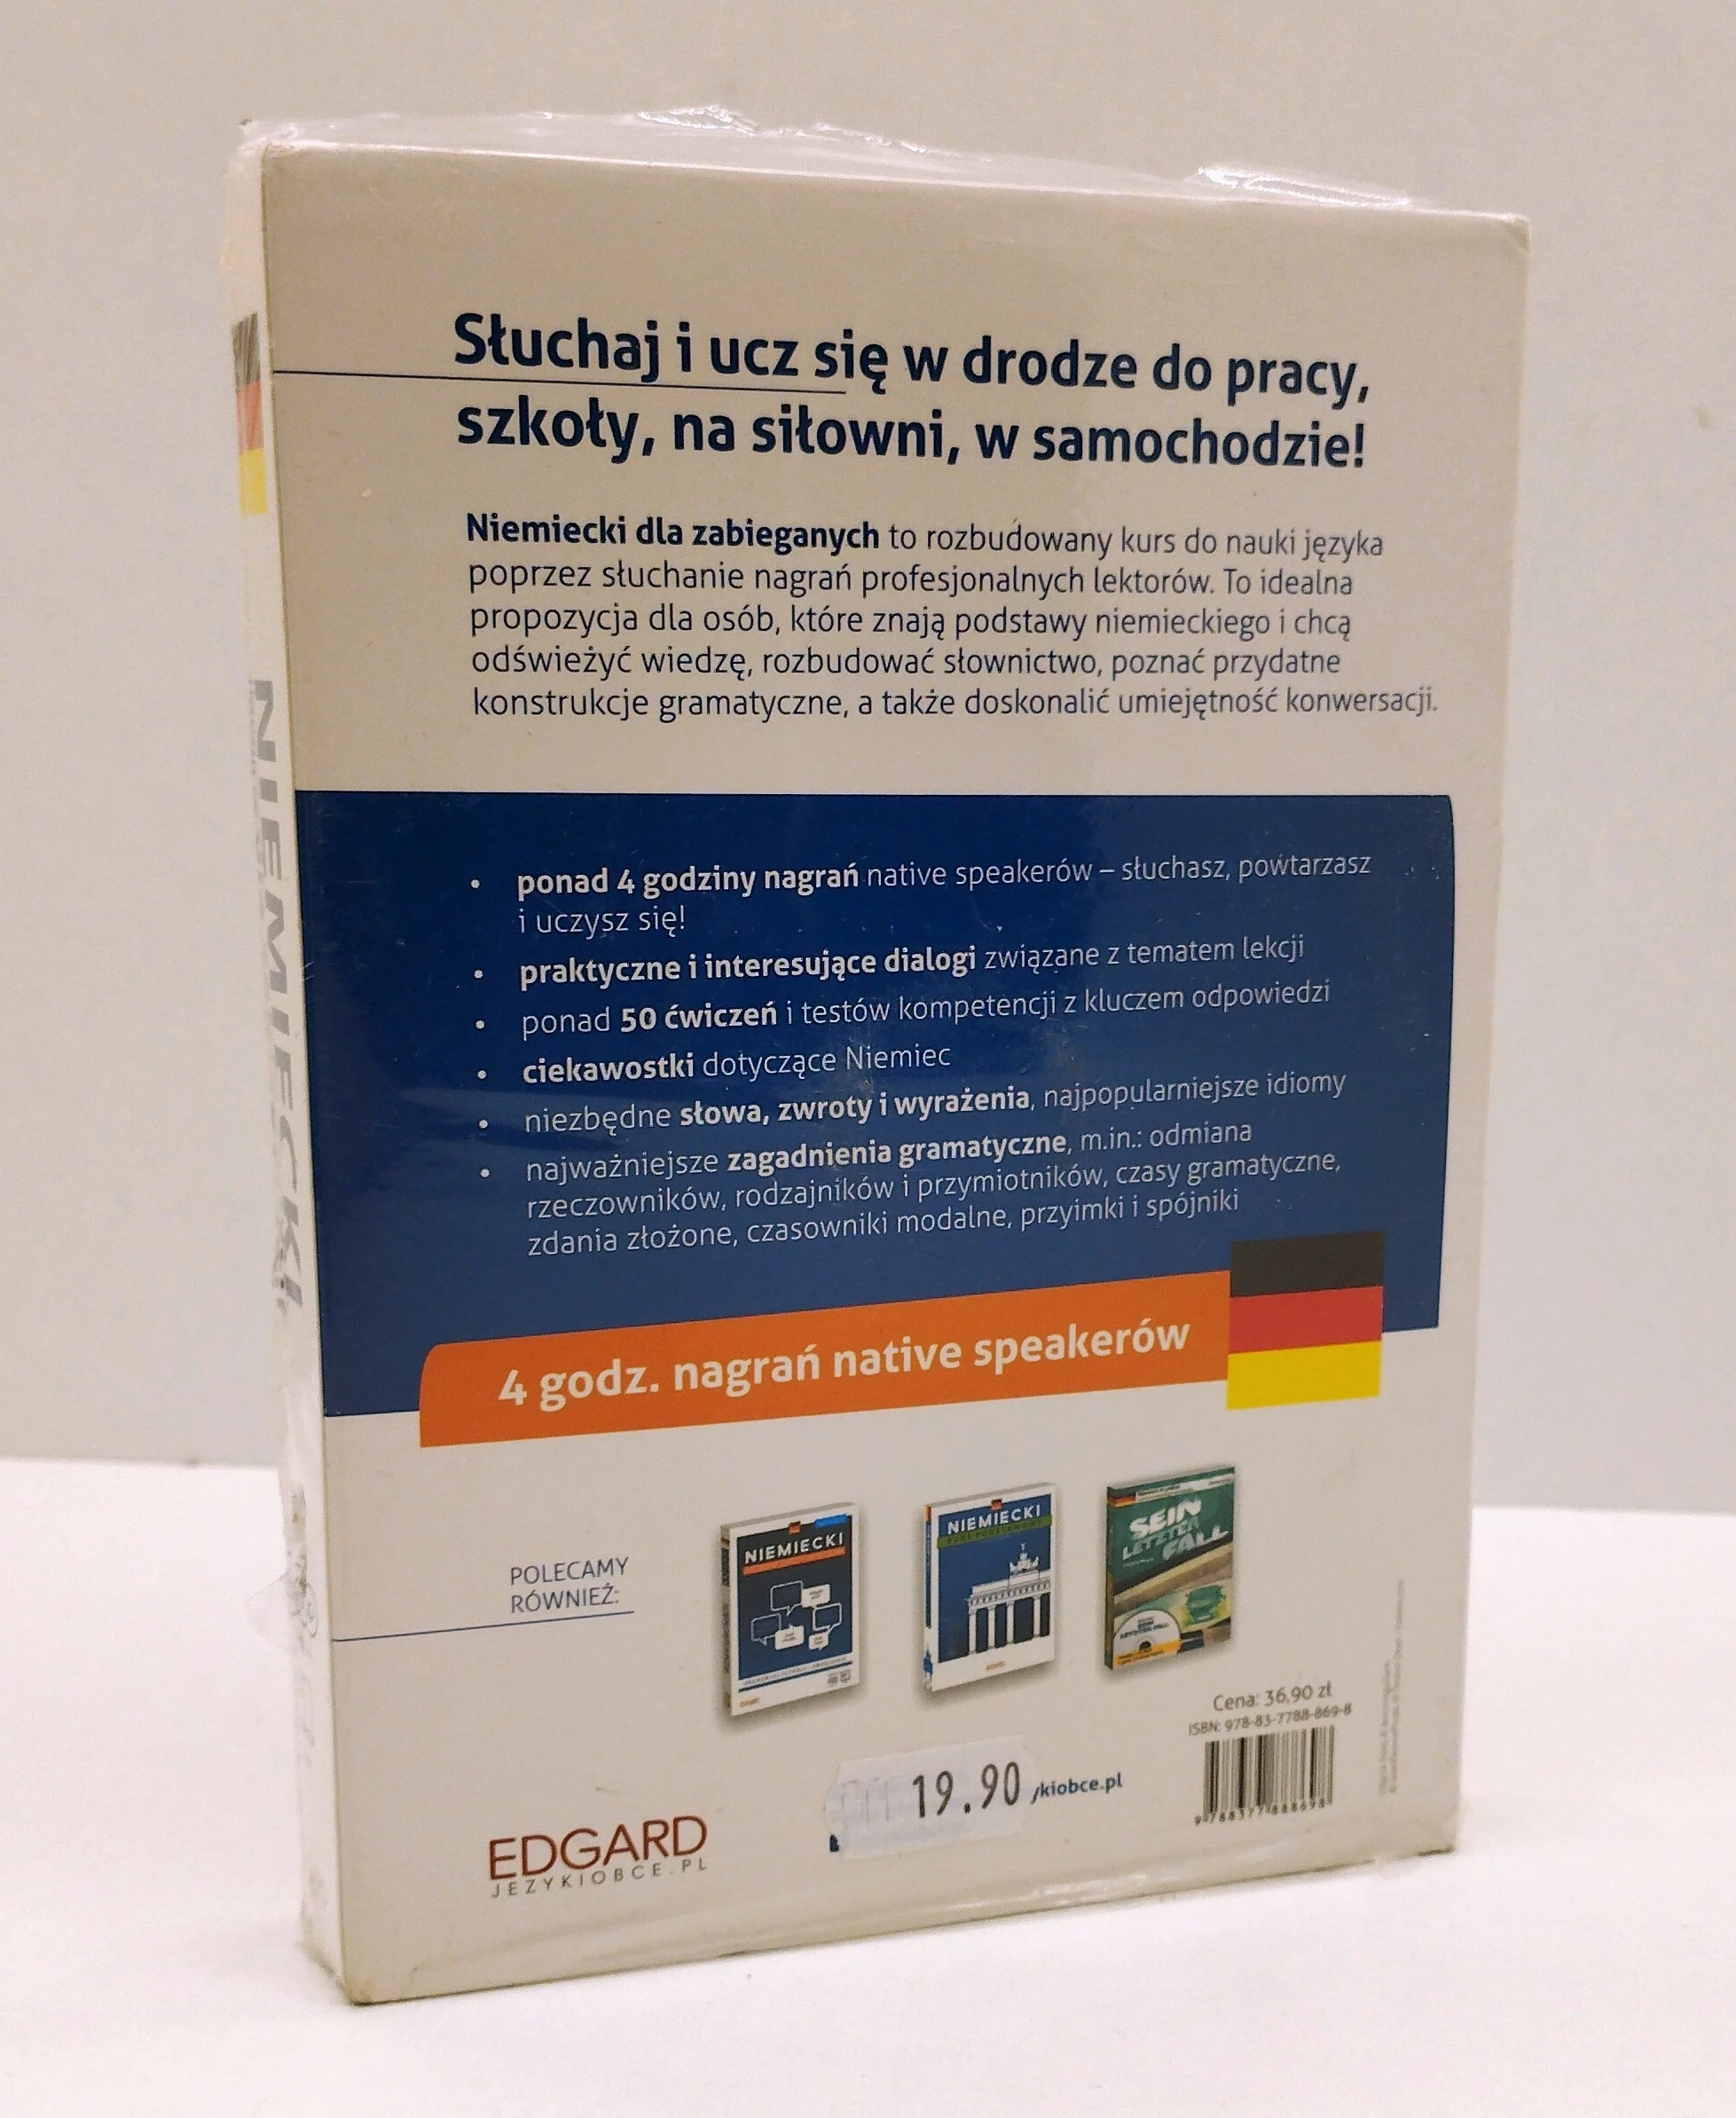 Słuchaj i ucz się w drodze do pracy,
szkoły, na siłowni, w samochodzie!
Niemiecki dla zabieganych to rozbudowany kurs do nauki języka
poprzez słuchanie nagrań profesjonalnych lektorów. To idealna
propozycja dla osób, które znają podstawy niemieckiego i chcą
odświeżyć wiedzę, rozbudować słownictwo, poznać przydatne
konstrukcje gramatyczne, a także doskonalić umiejętność konwersacji.
NIEMIECKI
• ponad 4 godziny nagrań native speakerów – słuchasz, powtarzasz
i uczysz się!
• praktyczne i interesujące dialogi związane z tematem lekcji
• ponad 50 ćwiczeń i testów kompetencji z kluczem odpowiedzi
• ciekawostki dotyczące Niemiec
• niezbędne słowa, zwroty i wyrażenia, najpopularniejsze idiomy
• najważniejsze zagadnienia gramatyczne, m.in.: odmiana
rzeczowników, rodzajników i przymiotników, czasy gramatyczne,
zdania złożone, czasowniki modalne, przyimki i spójniki
4 godz. nagrań native speakerów
POLECAMY
RÓWNIEŻ:
NIEMIECKI
NIEMIECKI
SEIN
LETZTER
FALL
Cena: 36,90 zł
ISBN: 978-83-7788-869-8
9 788377 888698
19.90
/kiobce.pl
EDGARD
JEZYKIOBCE.PL